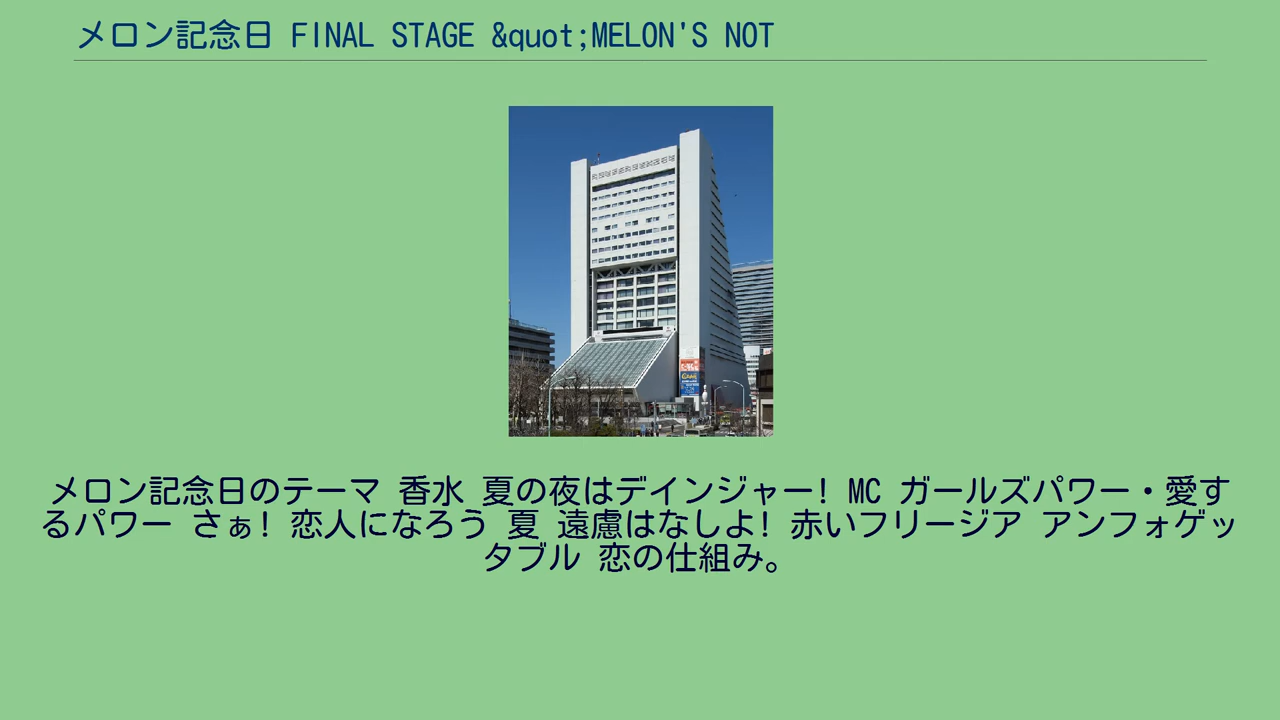 メロン記念日 FINAL STAGE &quot;MELON'S NOT
メロン記念日のテーマ 香水 夏の夜はデインジャー! MC ガールズパワー・愛す
るパワー さぁ! 恋人になろう 夏 遠慮はなしよ! 赤いフリージア アンフォゲッ
タブル 恋の仕組み。